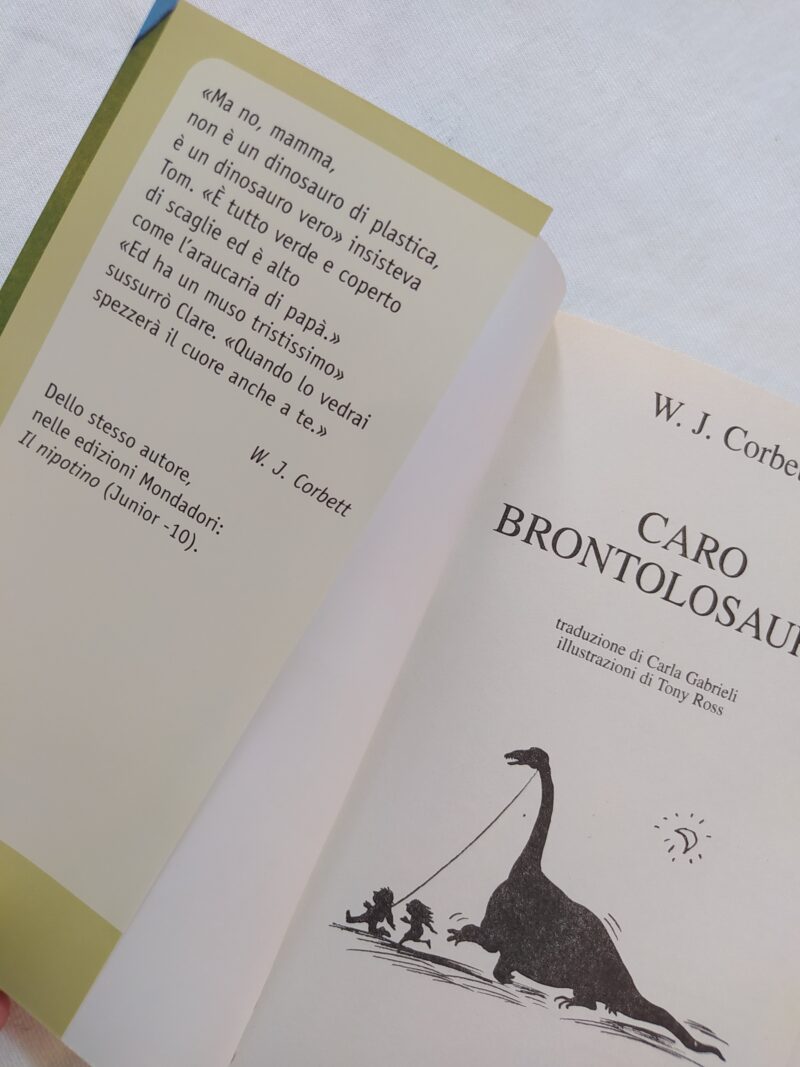 «Ma no, mamma,
non è un dinosauro di plastica,
è un dinosauro vero» insisteva
Tom. «È tutto verde e coperto
di scaglie ed è alto
come l'araucaria di papà.»
«Ed ha un muso tristissimo»
sussurrò Clare. «Quando lo vedrai
spezzerà il cuore anche a te.»
W. J. Corbett
Dello stesso autore,
nelle edizioni Mondadori:
Il nipotino (Junior -10).
W. J. Corbett
CARO
BRONTOLOSAU
traduzione di Carla Gabrieli
illustrazioni di Tony Ross